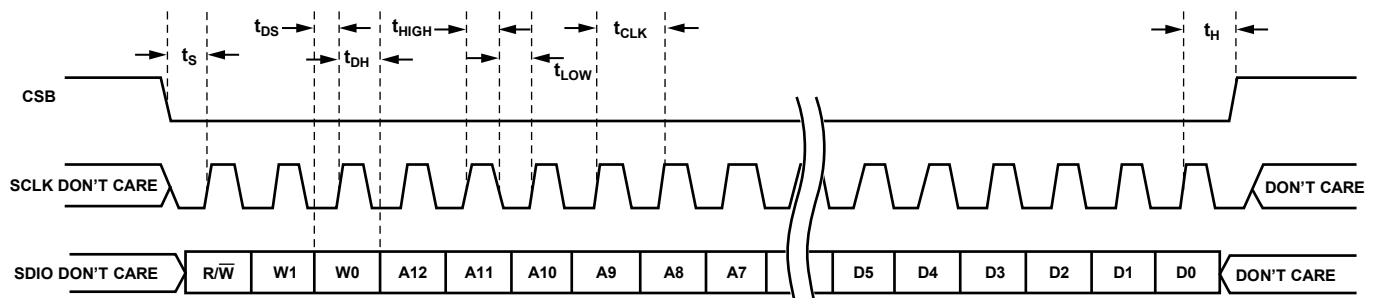 tDS
tHIGH
tCLK
tH
tS
tDH
tLOW
CSB
SCLK DON'T CARE
DON'T CARE
SDIO DON'T CARE
R/W̅
W1
W0
A12
A11
A10
A9
A8
A7
D5
D4
D3
D2
D1
D0
DON'T CARE